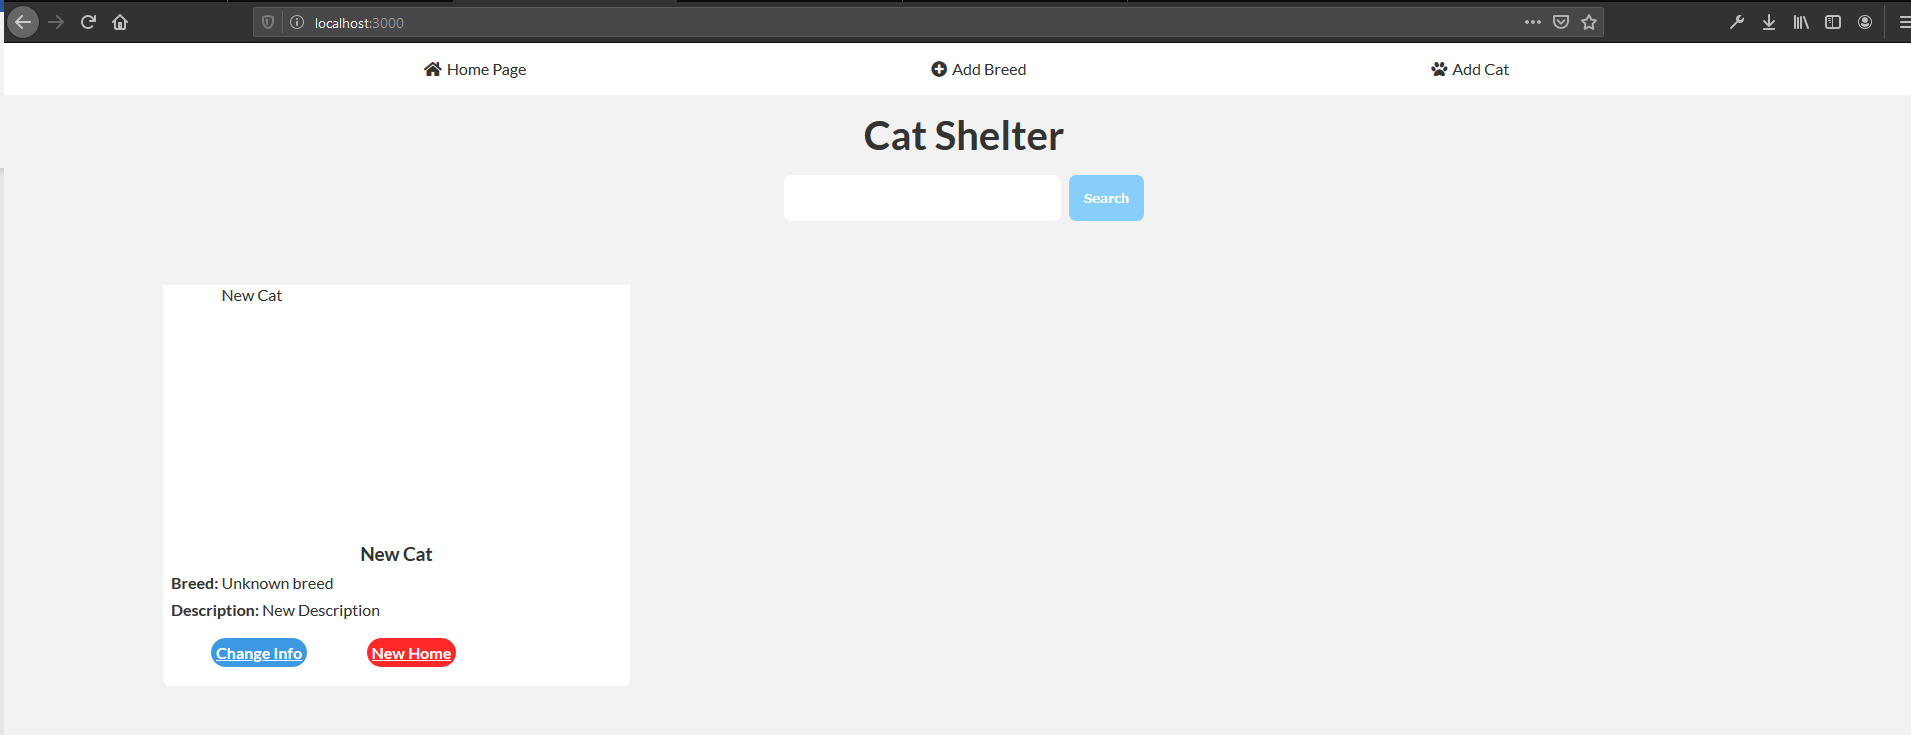 localhost:3000
Home Page Add Breed Add Cat
Cat Shelter
Search
New Cat
New Cat
Breed: Unknown breed
Description: New Description
Change Info New Home